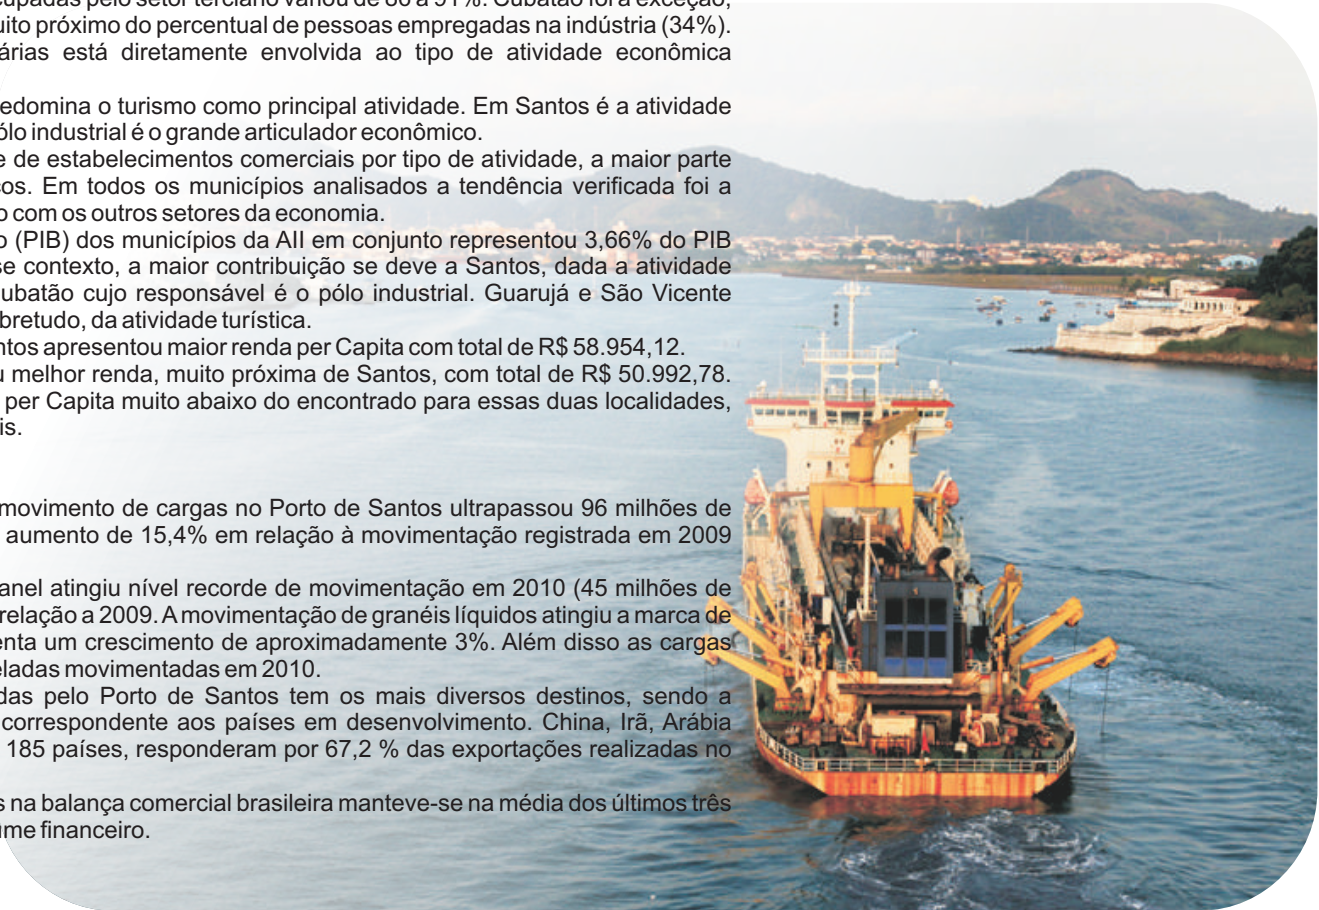 pelo setor terciário variou de 86 a 91%. Cubatão foi a exceção,
próximo do percentual de pessoas empregadas na indústria (34%).
está diretamente envolvida ao tipo de atividade econômica
o turismo como principal atividade. Em Santos é a atividade
industrial é o grande articulador econômico.
de estabelecimentos comerciais por tipo de atividade, a maior parte
Em todos os municípios analisados a tendência verificada foi a
com os outros setores da economia.
(PIB) dos municípios da AII em conjunto representou 3,66% do PIB
contexto, a maior contribuição se deve a Santos, dada a atividade
ubatão cujo responsável é o pólo industrial. Guarujá e São Vicente
bretudo, da atividade turística.
ntos apresentou maior renda per Capita com total de R$ 58.954,12.
melhor renda, muito próxima de Santos, com total de R$ 50.992,78.
per Capita muito abaixo do encontrado para essas duas localidades,
is.
movimento de cargas no Porto de Santos ultrapassou 96 milhões de
aumento de 15,4% em relação à movimentação registrada em 2009
anel atingiu nível recorde de movimentação em 2010 (45 milhões de
relação a 2009. A movimentação de granéis líquidos atingiu a marca de
enta um crescimento de aproximadamente 3%. Além disso as cargas
eladas movimentadas em 2010.
das pelo Porto de Santos tem os mais diversos destinos, sendo a
correspondente aos países em desenvolvimento. China, Irã, Arábia
185 países, responderam por 67,2 % das exportações realizadas no
s na balança comercial brasileira manteve-se na média dos últimos três
ume financeiro.